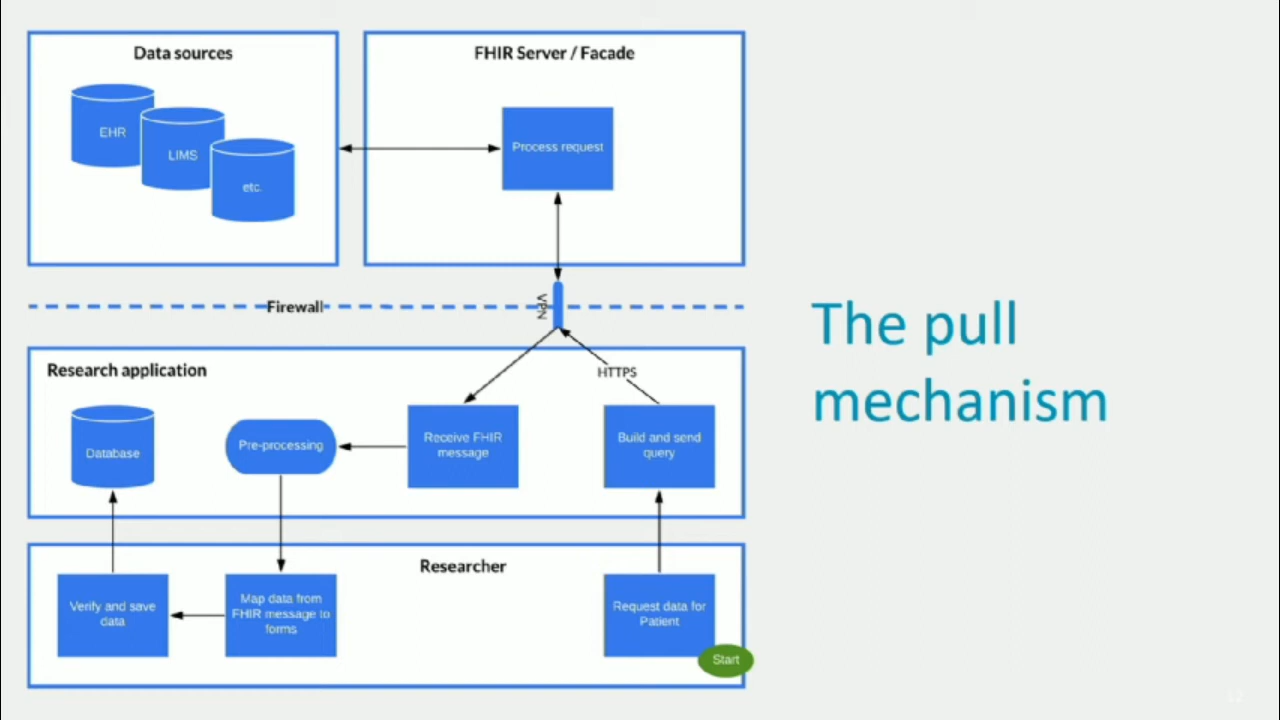 Data sources
EHR
LIMS
etc.
FHIR Server / Facade
Process request
Firewall
VPN
The pull
mechanism
Research application
HTTPS
Database
Pre-processing
Receive FHIR
message
Build and send
query
Researcher
Verify and save
data
Map data from
FHIR message to
forms
Request data for
Patient
Start
12